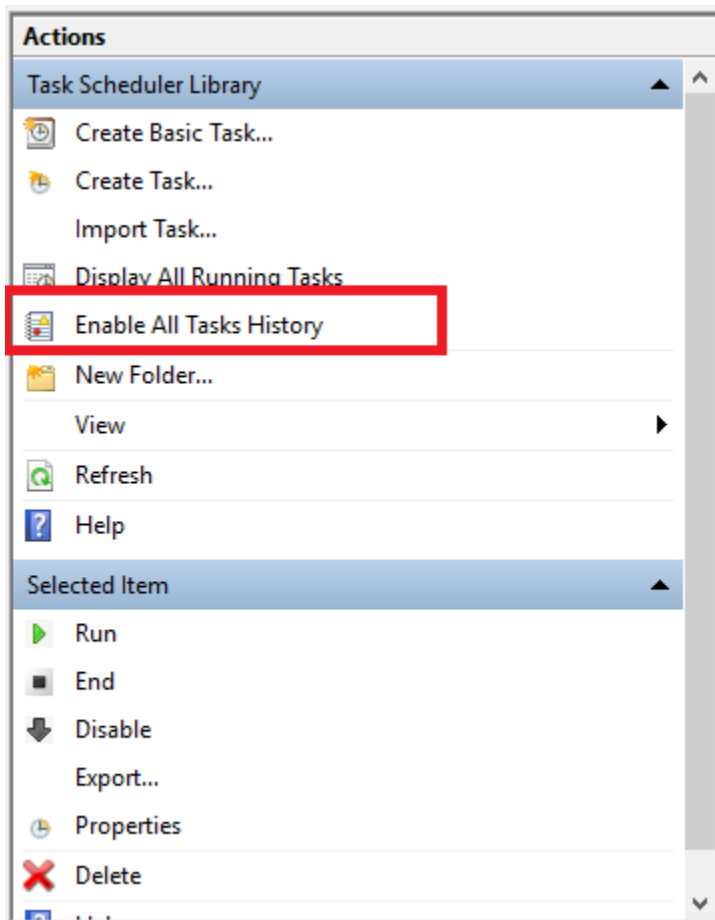 Actions
Task Scheduler Library
Create Basic Task...
Create Task...
Import Task...
Display All Running Tasks
Enable All Tasks History
New Folder...
View
Refresh
Help
Selected Item
Run
End
Disable
Export...
Properties
Delete